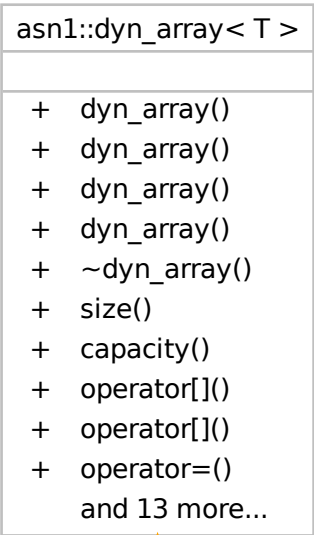 asn1::dyn_array< T >
+ dyn_array()
+ dyn_array()
+ dyn_array()
+ dyn_array()
+ ~dyn_array()
+ size()
+ capacity()
+ operator[]()
+ operator[]()
+ operator=()
and 13 more...